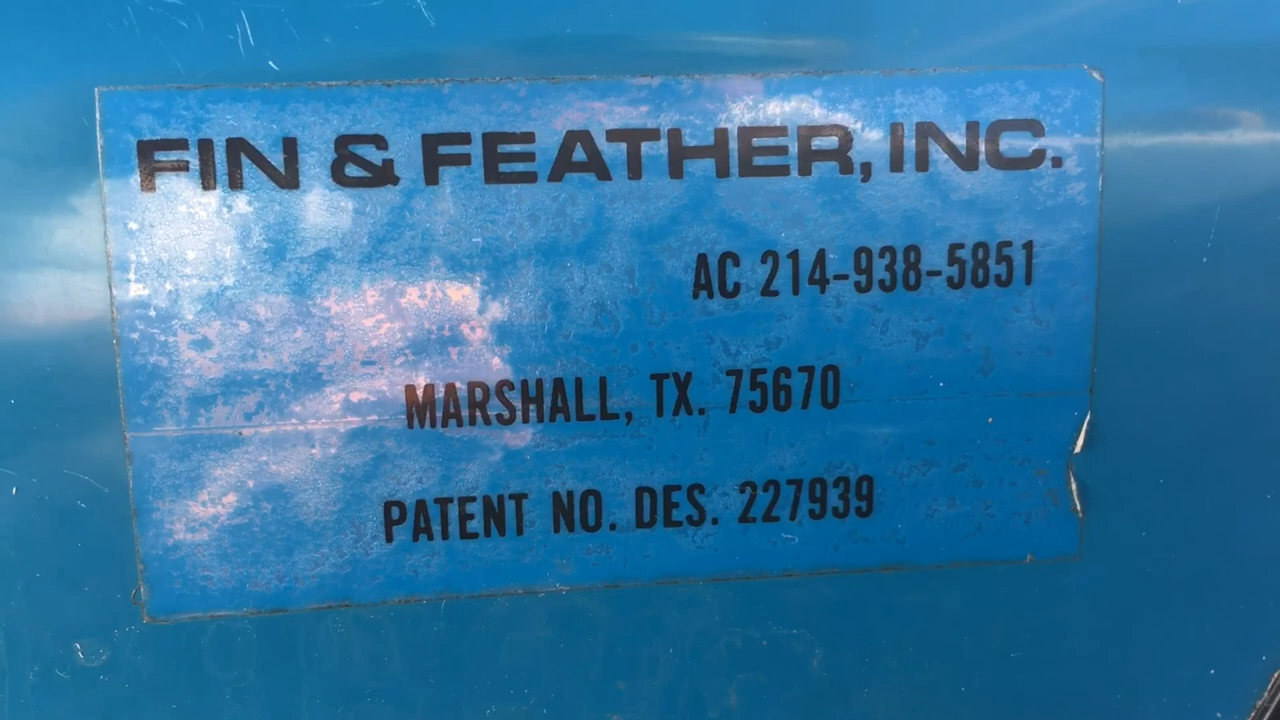 FIN & FEATHER, INC.
AC 214-938-5851
MARSHALL, TX. 75670
PATENT NO. DES. 227939